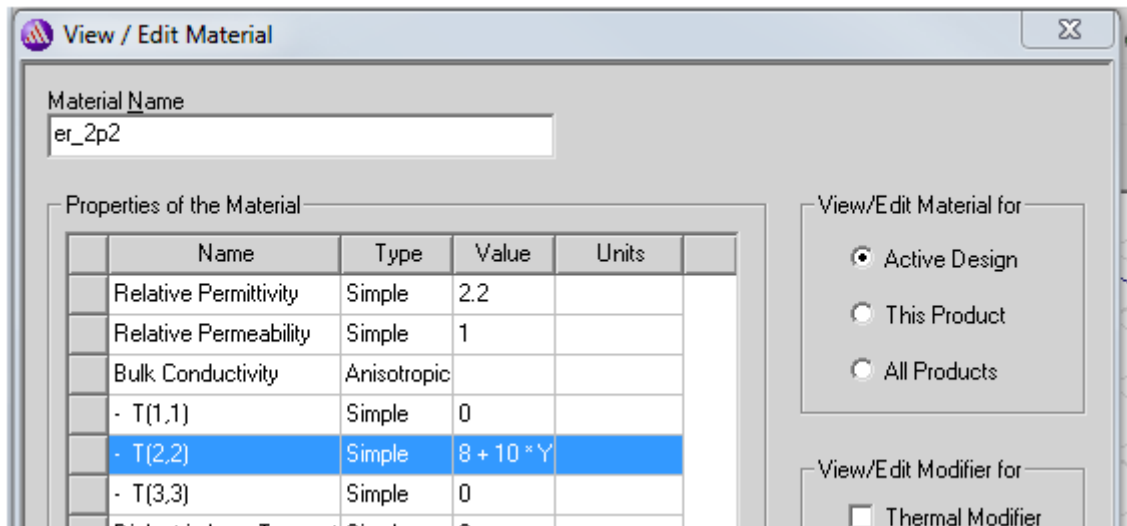 View / Edit Material
Material Name
er_2p2
Properties of the Material
Name Type Value Units
Relative Permittivity Simple 2.2
Relative Permeability Simple 1
Bulk Conductivity Anisotropic
- T(1,1) Simple 0
- T(2,2) Simple 8 + 10 * Y
- T(3,3) Simple 0
View/Edit Material for
Active Design
This Product
All Products
View/Edit Modifier for
Thermal Modifier